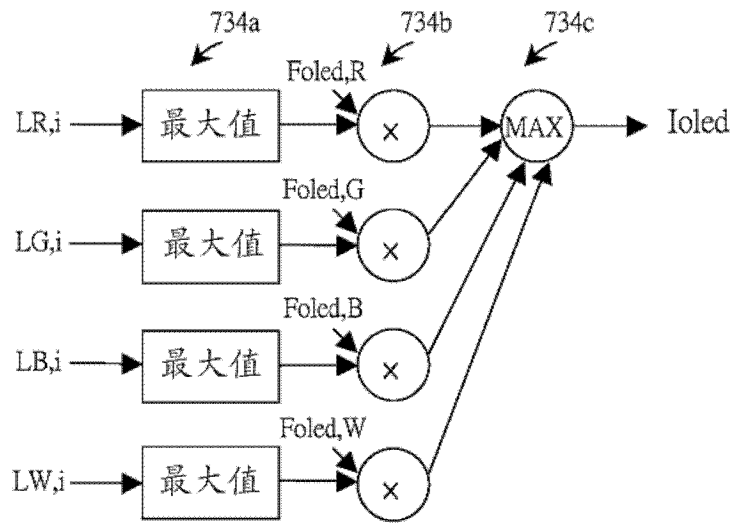 734a 734b 734c
Foled,R
LR,i 最大值 x MAX Ioled
Foled,G
LG,i 最大值 x
Foled,B
LB,i 最大值 x
Foled,W
LW,i 最大值 x